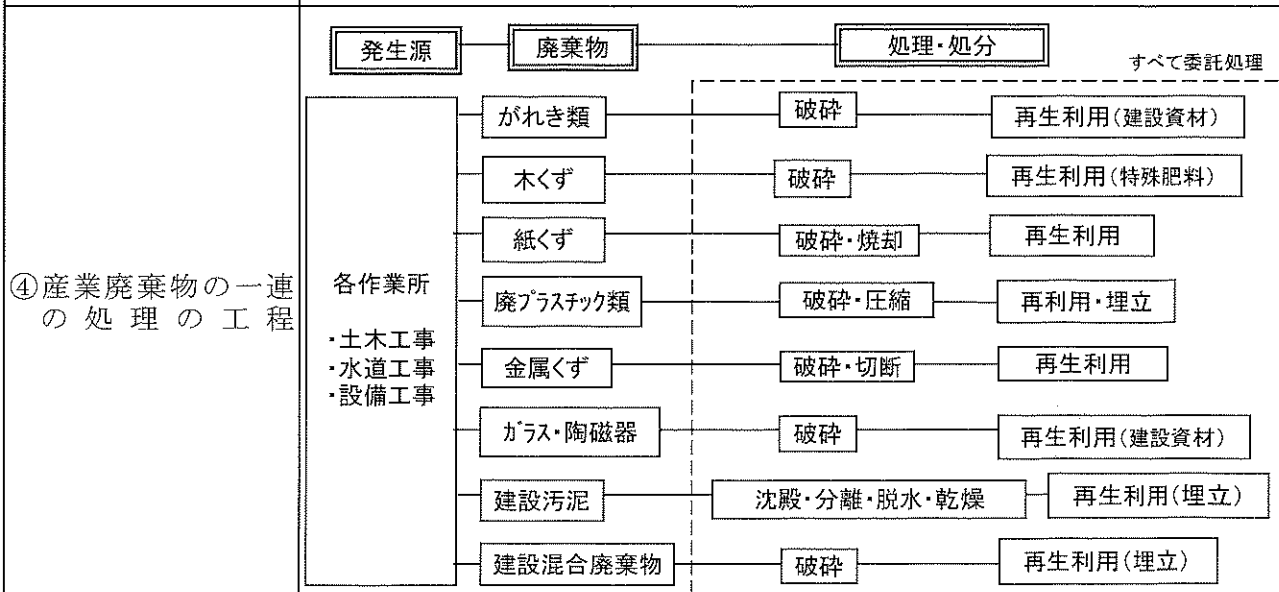 発生源 廃棄物 処理・処分
すべて委託処理
がれき類 破砕 再生利用(建設資材)
木くず 破砕 再生利用(特殊肥料)
紙くず 破砕・焼却 再生利用
④産業廃棄物の一連
の処理の工程
各作業所
・土木工事
・水道工事
・設備工事
廃プラスチック類 破砕・圧縮 再利用・埋立
金属くず 破砕・切断 再生利用
ガラス・陶磁器 破砕 再生利用(建設資材)
建設汚泥 沈殿・分離・脱水・乾燥 再生利用(埋立)
建設混合廃棄物 破砕 再生利用(埋立)